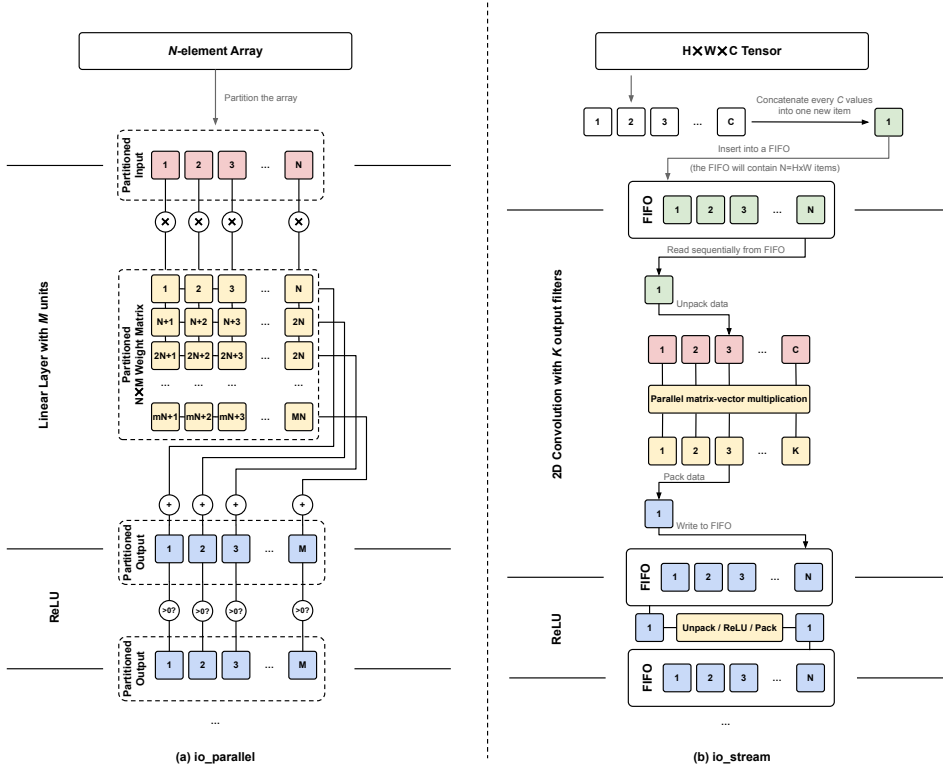 N-element Array
Partition the array
Partitioned
Input
1 2 3 ... N
× × × ×
Linear Layer with M units
Partitioned
N×M Weight Matrix
1 2 3 ... N
N+1 N+2 N+3 ... 2N
2N+1 2N+2 2N+3 ... 2N
... ...
mN+1 mN+2 mN+3 ... MN
+ + + +
Partitioned
Output
1 2 3 ... M
ReLU
>0? >0? >0? >0?
Partitioned
Output
1 2 3 ... M
...
(a) io_parallel
H×W×C Tensor
1 2 3 ... C
Concatenate every C values
into one new item
1
Insert into a FIFO
(the FIFO will contain N=HxW items)
FIFO
1 2 3 ... N
Read sequentially from FIFO
1
Unpack data
2D Convolution with K output filters
1 2 3 ... C
Parallel matrix-vector multiplication
1 2 3 ... K
Pack data
1
Write to FIFO
FIFO
1 2 3 ... N
ReLU
1 Unpack / ReLU / Pack 1
FIFO
1 2 3 ... N
...
(b) io_stream